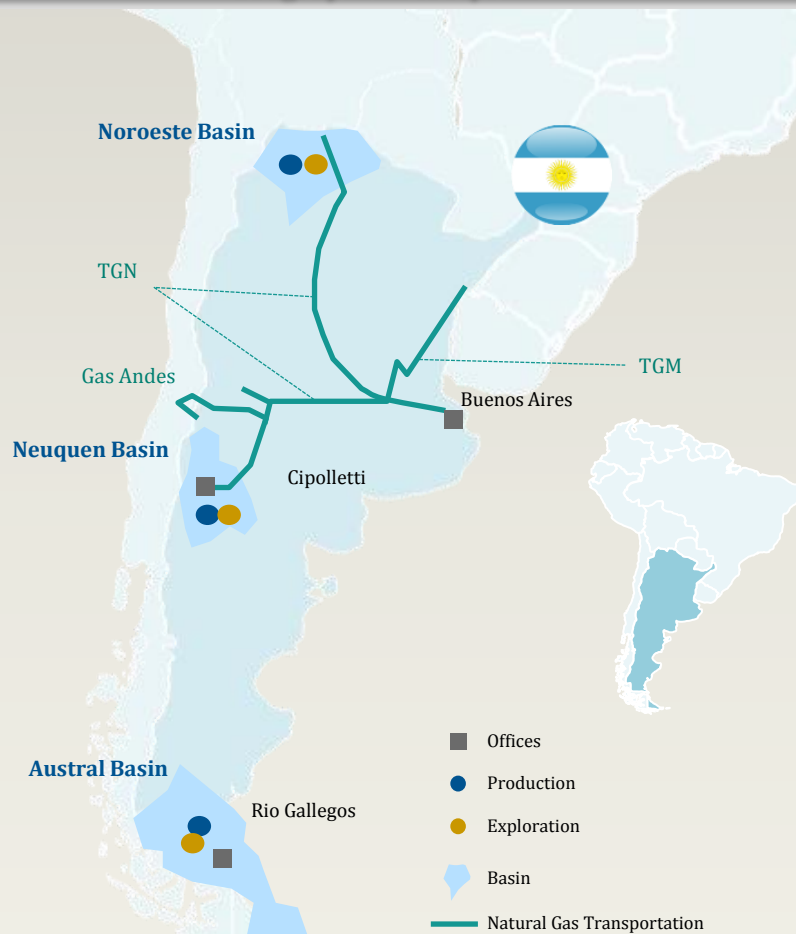 Noroeste Basin
TGN
Gas Andes
TGM
Buenos Aires
Neuquen Basin
Cipolletti
Austral Basin
Rio Gallegos
Offices
Production
Exploration
Basin
Natural Gas Transportation